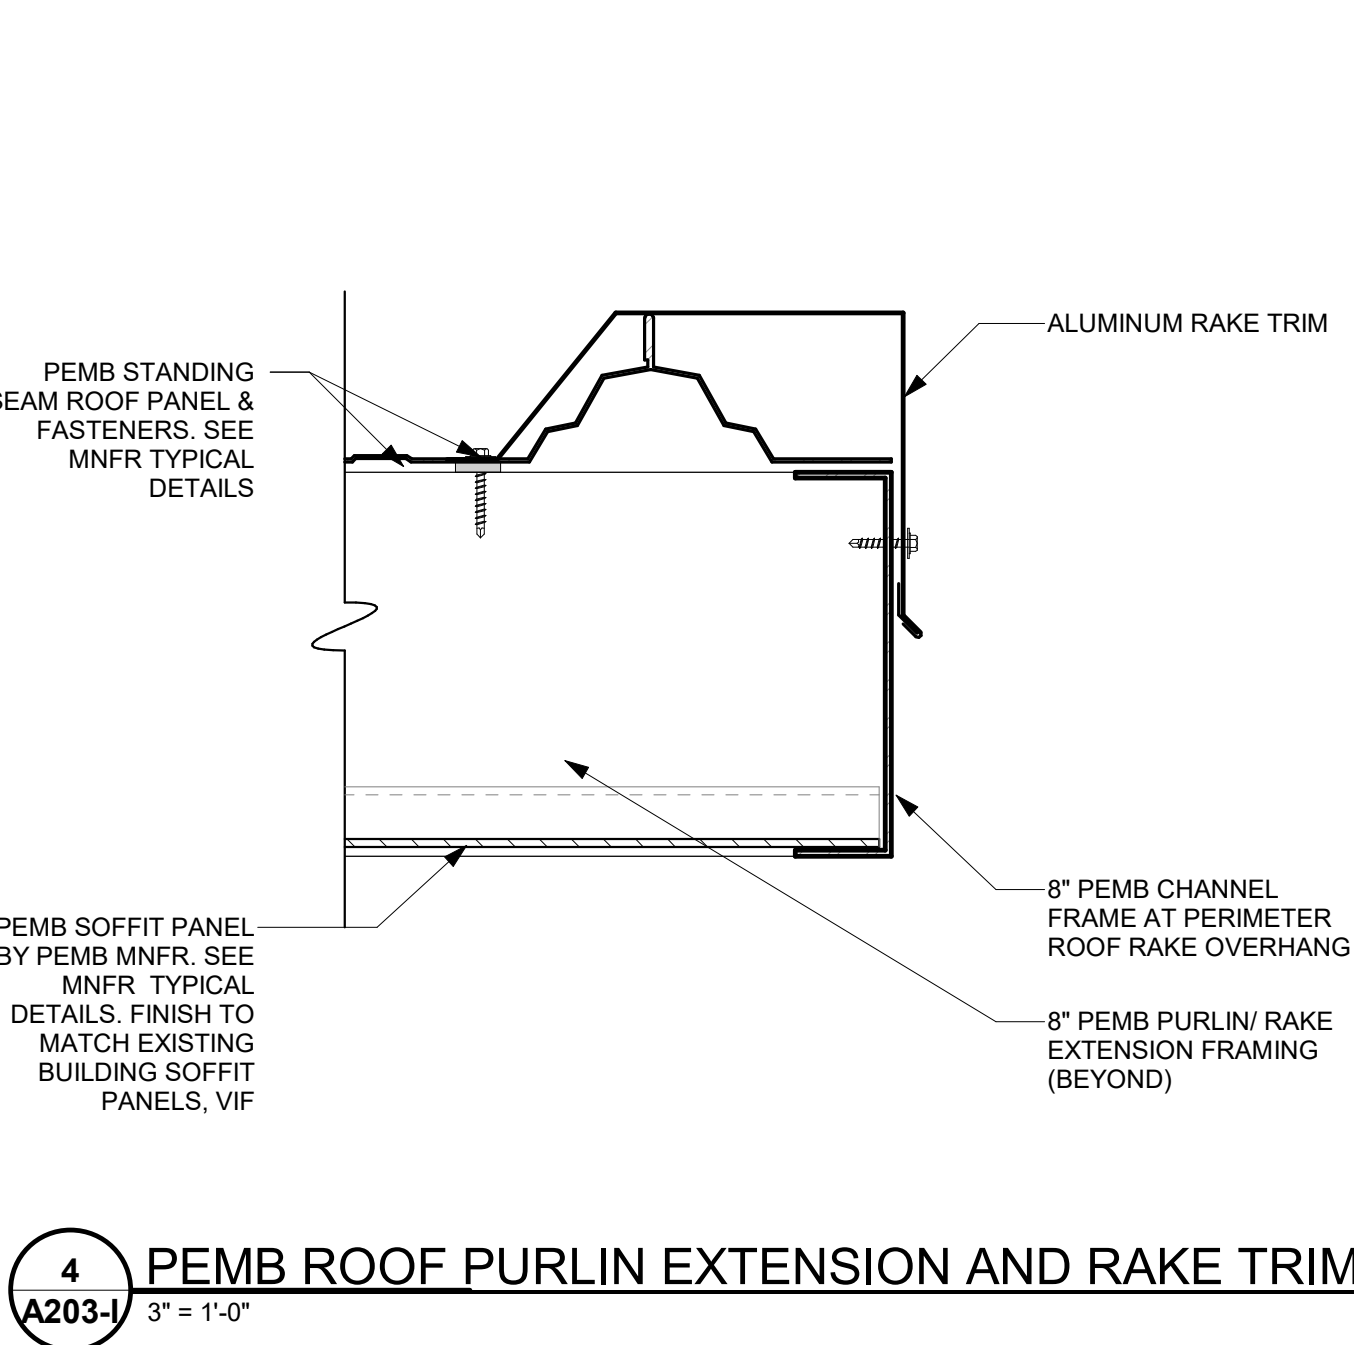 ALUMINUM RAKE TRIM
PEMB STANDING
SEAM ROOF PANEL &
FASTENERS. SEE
MNFR TYPICAL
DETAILS
8" PEMB CHANNEL
FRAME AT PERIMETER
ROOF RAKE OVERHANG
PEMB SOFFIT PANEL
BY PEMB MNFR. SEE
MNFR TYPICAL
DETAILS. FINISH TO
MATCH EXISTING
BUILDING SOFFIT
PANELS, VIF
8" PEMB PURLIN/ RAKE
EXTENSION FRAMING
(BEYOND)
4
A203-I
PEMB ROOF PURLIN EXTENSION AND RAKE TRIM
3" = 1'-0"